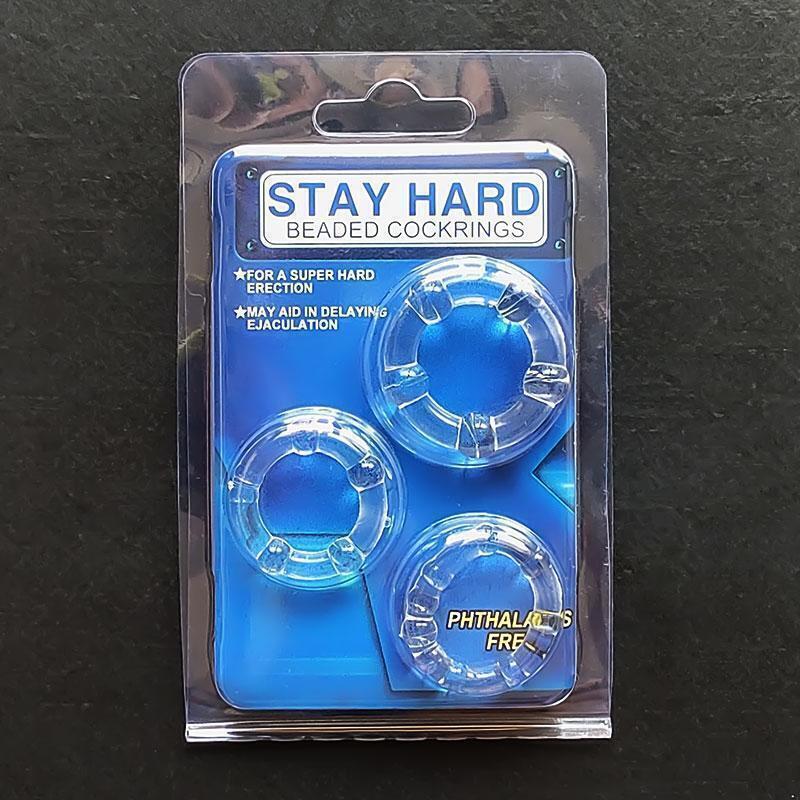 STAY HARD
BEADED COCKRINGS
★FOR A SUPER HARD
ERECTION
★MAY AID IN DELAYING
EJACULATION